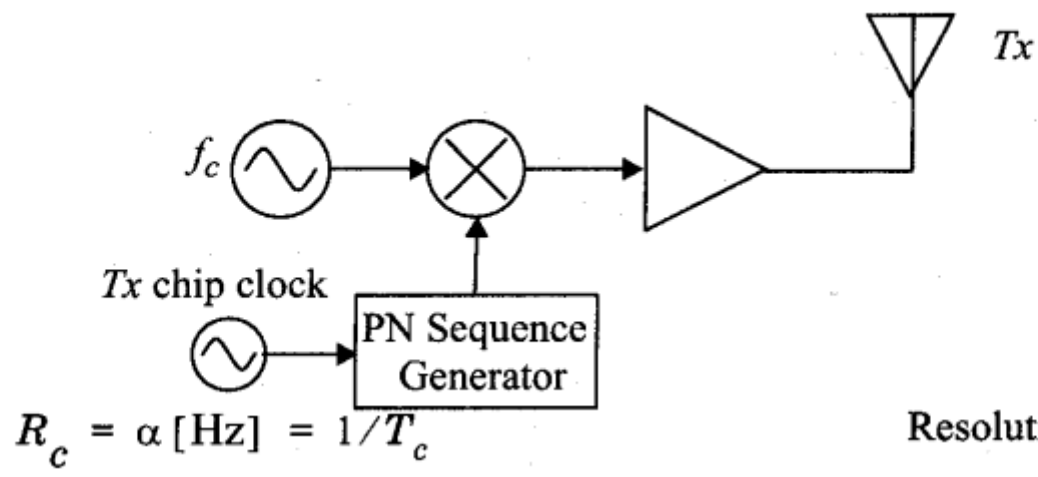 Tx
f_c
Tx chip clock
PN Sequence
Generator
R_c = α [Hz] = 1/T_c
Resolut